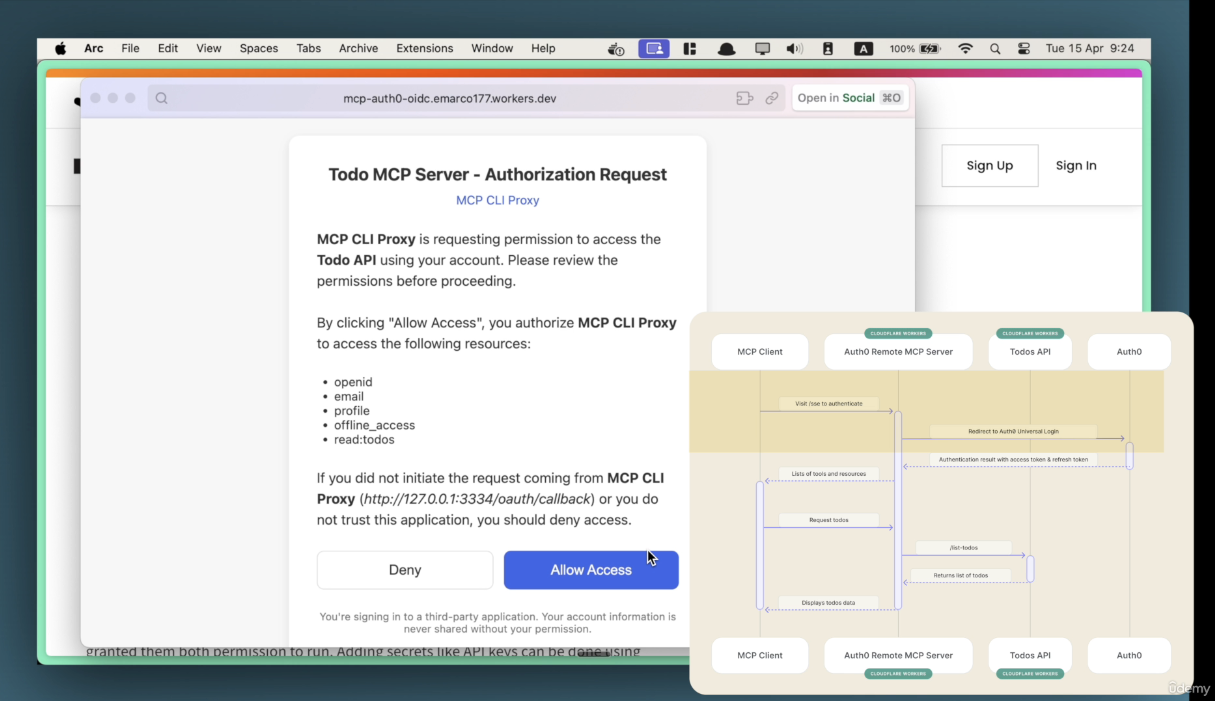 Arc File Edit View Spaces Tabs Archive Extensions Window Help A 100% Tue 15 Apr 9:24
mcp-auth0-oidc.emarco177.workers.dev
Open in Social ⌘O
Sign Up Sign In
Todo MCP Server - Authorization Request
MCP CLI Proxy
MCP CLI Proxy is requesting permission to access the
Todo API using your account. Please review the
permissions before proceeding.
By clicking "Allow Access", you authorize MCP CLI Proxy
to access the following resources:
• openid
• email
• profile
• offline_access
• read:todos
If you did not initiate the request coming from MCP CLI
Proxy (http://127.0.0.1:3334/oauth/callback) or you do
not trust this application, you should deny access.
Deny Allow Access
You're signing in to a third-party application. Your account information is
never shared without your permission.
granted them both permission to run. Adding secrets like API keys can be done using
CLOUDFLARE WORKERS CLOUDFLARE WORKERS
MCP Client Auth0 Remote MCP Server Todos API Auth0
Visit /sse to authenticate
Redirect to Auth0 Universal Login
Authentication result with access token & refresh token
Lists of tools and resources
Request todos
/list-todos
Returns list of todos
Displays todos data
MCP Client Auth0 Remote MCP Server Todos API Auth0
CLOUDFLARE WORKERS CLOUDFLARE WORKERS
ûdemy